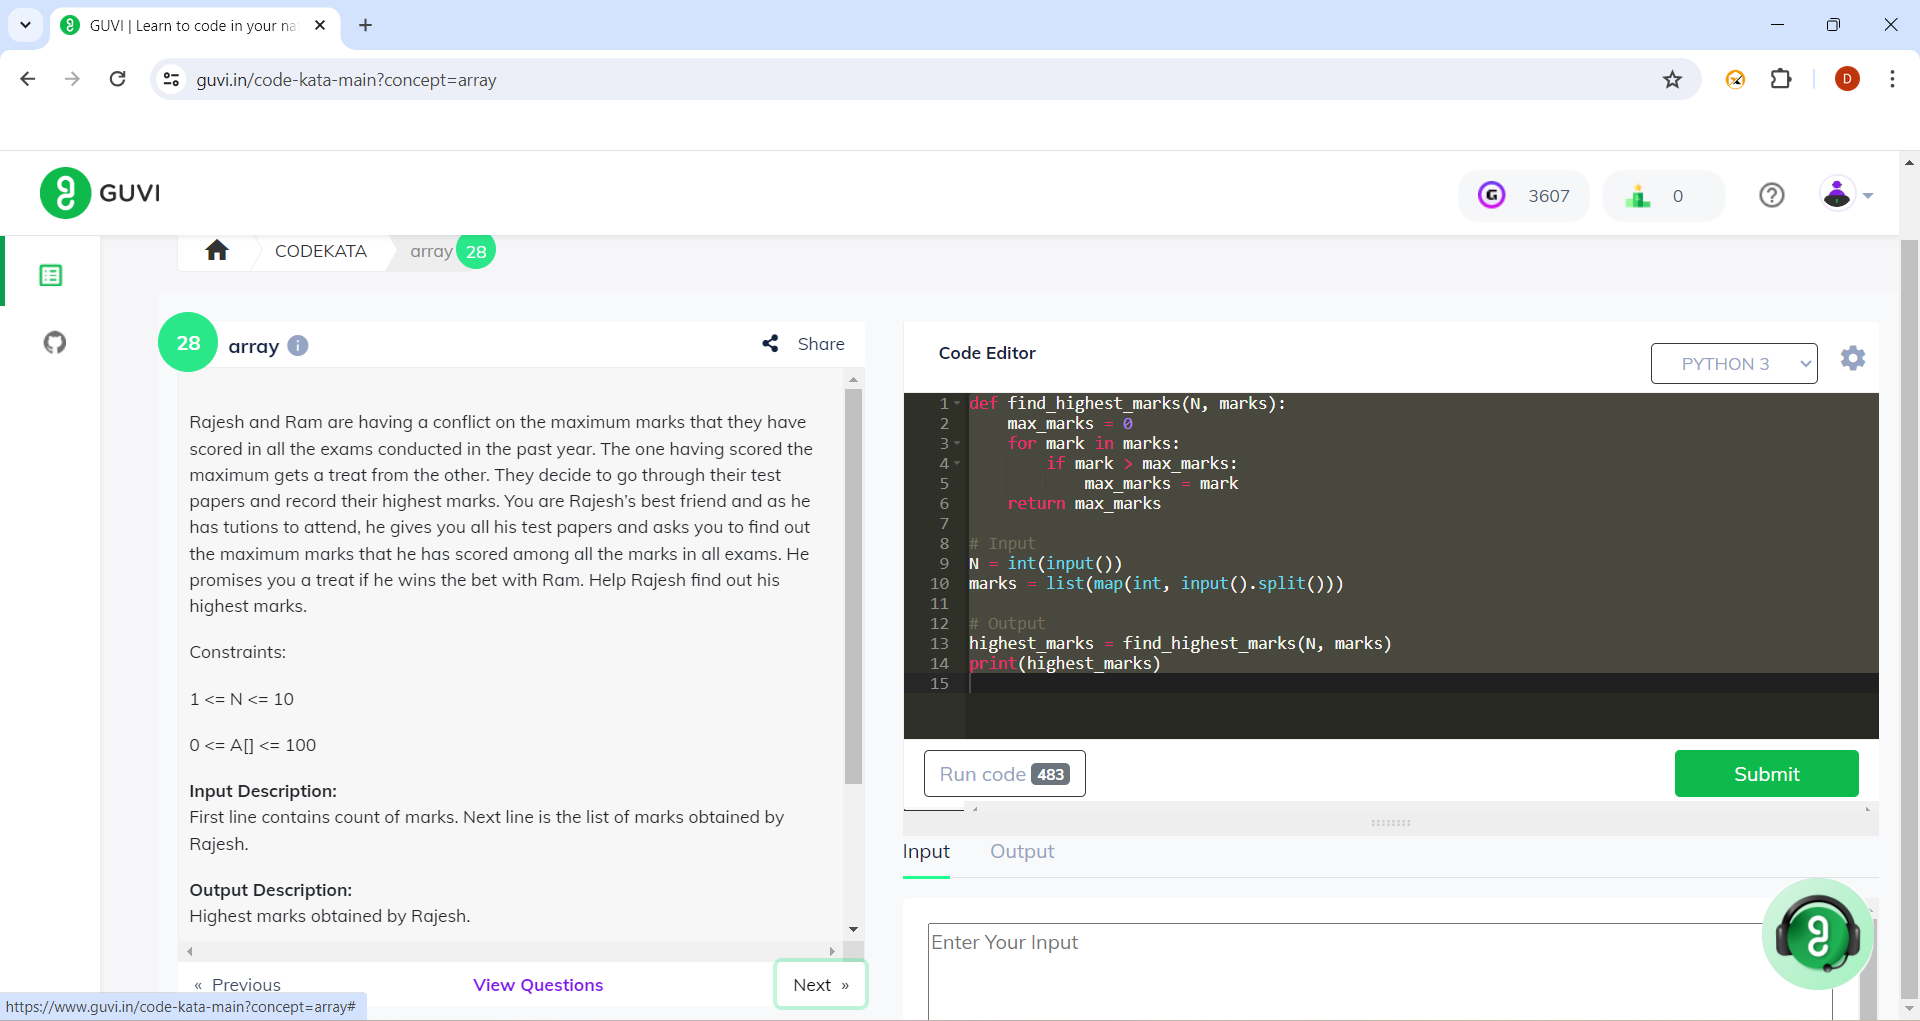 GUVI | Learn to code in your na
guvi.in/code-kata-main?concept=array
D
GUVI
G
3607
0
CODEKATA
array 28
28
array
i
Share
Rajesh and Ram are having a conflict on the maximum marks that they have
scored in all the exams conducted in the past year. The one having scored the
maximum gets a treat from the other. They decide to go through their test
papers and record their highest marks. You are Rajesh's best friend and as he
has tutions to attend, he gives you all his test papers and asks you to find out
the maximum marks that he has scored among all the marks in all exams. He
promises you a treat if he wins the bet with Ram. Help Rajesh find out his
highest marks.
Constraints:
1 <= N <= 10
0 <= A[] <= 100
Input Description:
First line contains count of marks. Next line is the list of marks obtained by
Rajesh.
Output Description:
Highest marks obtained by Rajesh.
« Previous
View Questions
Next »
https://www.guvi.in/code-kata-main?concept=array#
Code Editor
PYTHON 3
1 def find_highest_marks(N, marks):
2     max_marks = 0
3     for mark in marks:
4         if mark > max_marks:
5             max_marks = mark
6     return max_marks
7
8 # Input
9 N = int(input())
10 marks = list(map(int, input().split()))
11
12 # Output
13 highest_marks = find_highest_marks(N, marks)
14 print(highest_marks)
15
Run code 483
Submit
Input
Output
Enter Your Input